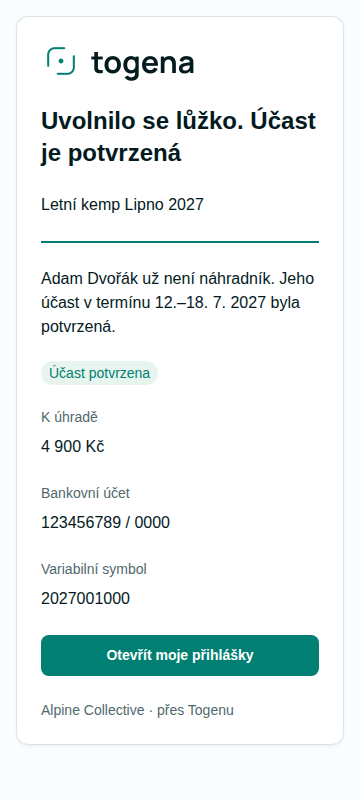 togena
Uvolnilo se lůžko. Účast
je potvrzená
Letní kemp Lipno 2027
Adam Dvořák už není náhradník. Jeho
účast v termínu 12.–18. 7. 2027 byla
potvrzená.
Účast potvrzena
K úhradě
4 900 Kč
Bankovní účet
123456789 / 0000
Variabilní symbol
2027001000
Otevřít moje přihlášky
Alpine Collective · přes Togenu